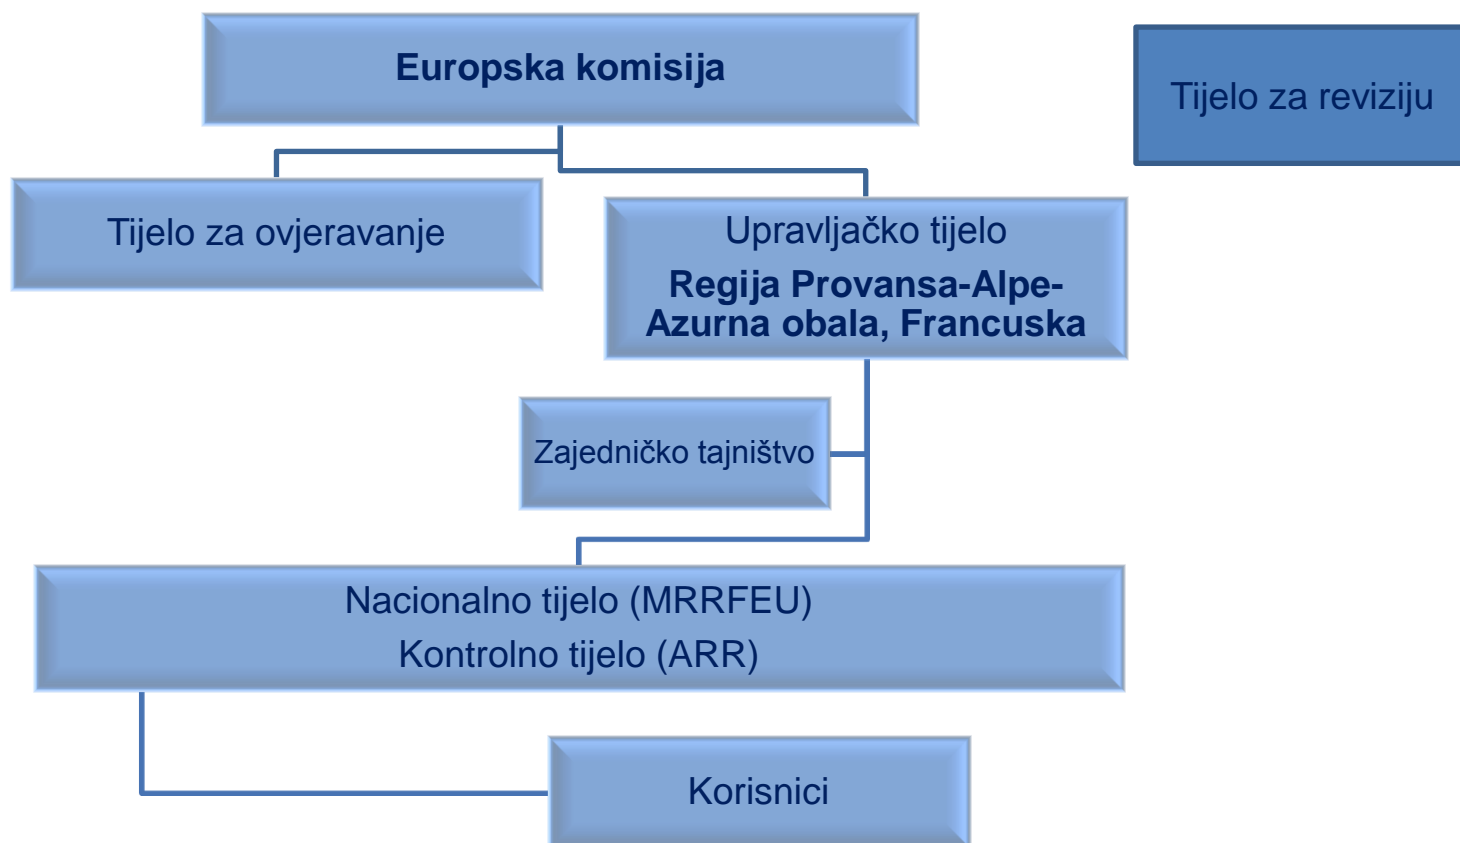 Europska komisija
Tijelo za reviziju
Tijelo za ovjeravanje
Upravljačko tijelo
Regija Provansa-Alpe-
Azurna obala, Francuska
Zajedničko tajništvo
Nacionalno tijelo (MRRFEU)
Kontrolno tijelo (ARR)
Korisnici